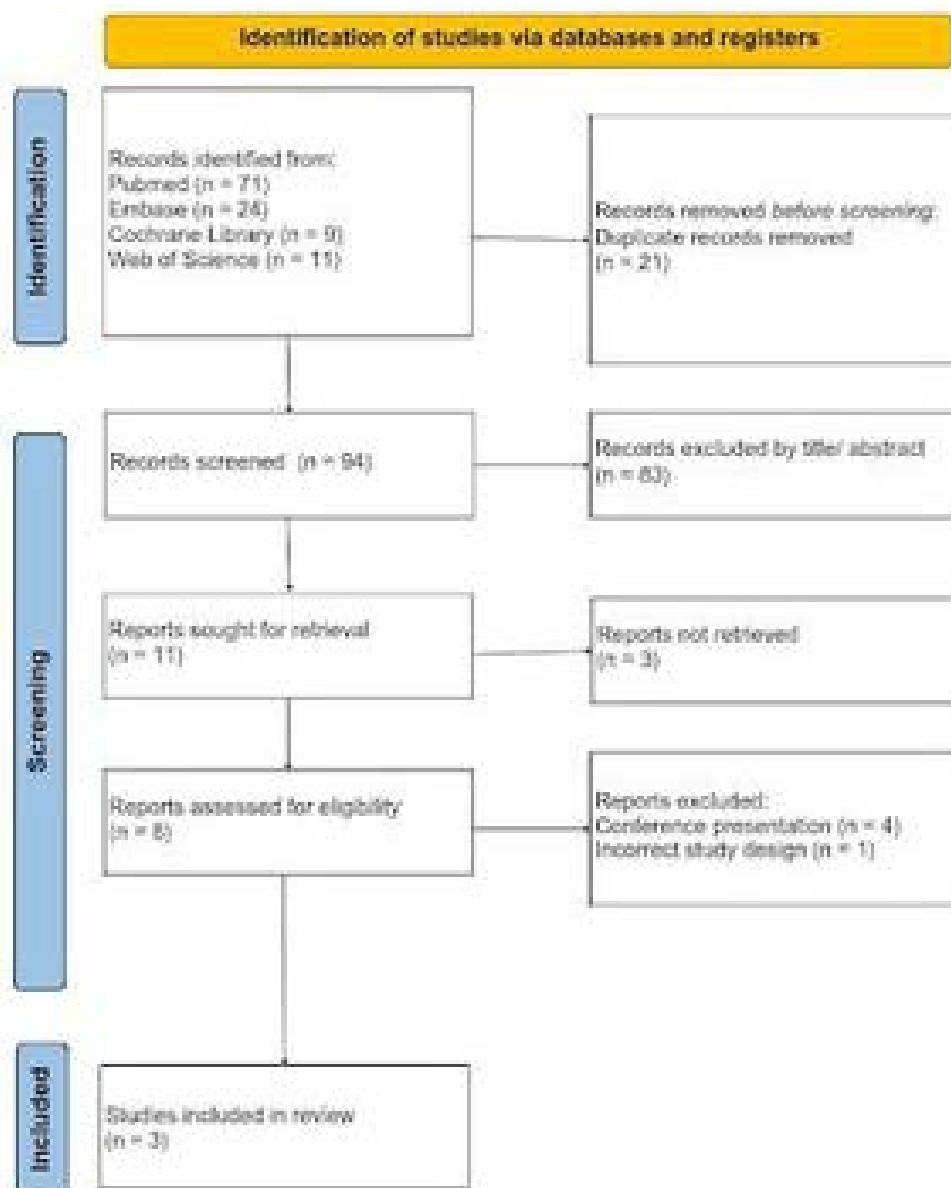 Identification of studies via databases and registers
Identification
Records identified from:
Pubmed (n = 71)
Embase (n = 24)
Cochrane Library (n = 9)
Web of Science (n = 11)
Records removed before screening:
Duplicate records removed
(n = 21)
Screening
Records screened (n = 94)
Records excluded by title/ abstract
(n = 83)
Reports sought for retrieval
(n = 11)
Reports not retrieved
(n = 3)
Reports assessed for eligibility
(n = 8)
Reports excluded:
Conference presentation (n = 4)
Incorrect study design (n = 1)
Included
Studies included in review
(n = 3)